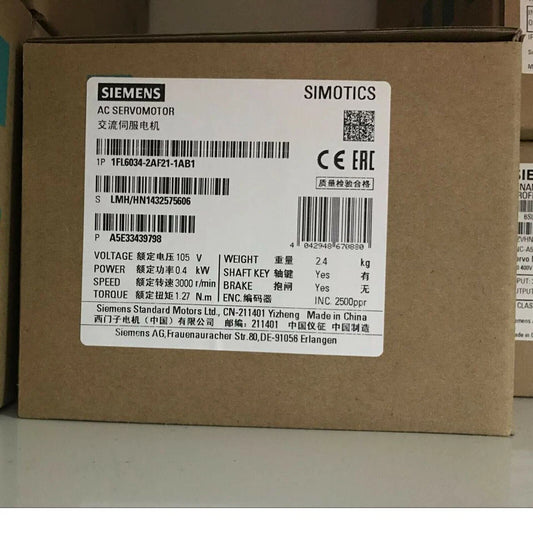 SIEMENS
SIMOTICS
AC SERVOMOTOR
交流伺服电机
1P 1FL6034-2AF21-1AB1
CE EAC
质量检验合格
S LMH/HN1432575606
P A5E33439798
4 042948 670880
VOLTAGE 额定电压 105 V
POWER 额定功率 0.4 kW
SPEED 额定转速 3000 r/min
TORQUE 额定扭矩 1.27 N.m
WEIGHT 重量 2.4 kg
SHAFT KEY 轴键 Yes 有
BRAKE 抱闸 Yes 无
ENC.编码器 INC. 2500ppr
Siemens Standard Motors Ltd., CN-211401 Yizheng Made in China
西门子电机（中国）有限公司 邮编: 211401 中国仪征 中国制造
Siemens AG,Frauenauracher Str.80,DE-91056 Erlangen